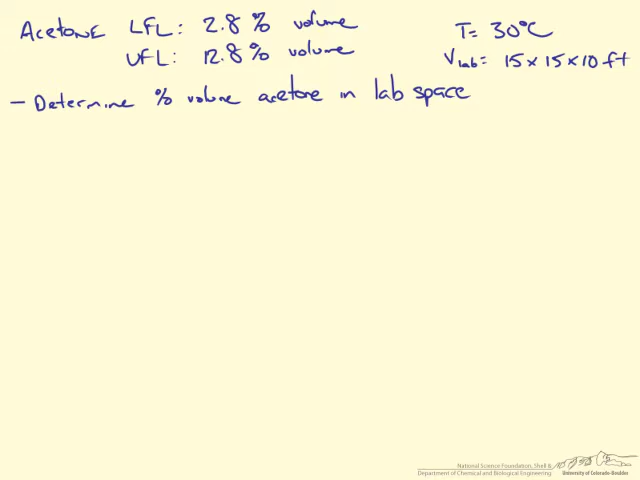 Acetone LFL: 2.8 % volume
UFL: 12.8 % volume
T= 30°C
Vlab= 15 x 15 x 10 ft
- Determine % volume acetone in lab space
National Science Foundation, Shell &
Department of Chemical and Biological Engineering
University of Colorado-Boulder